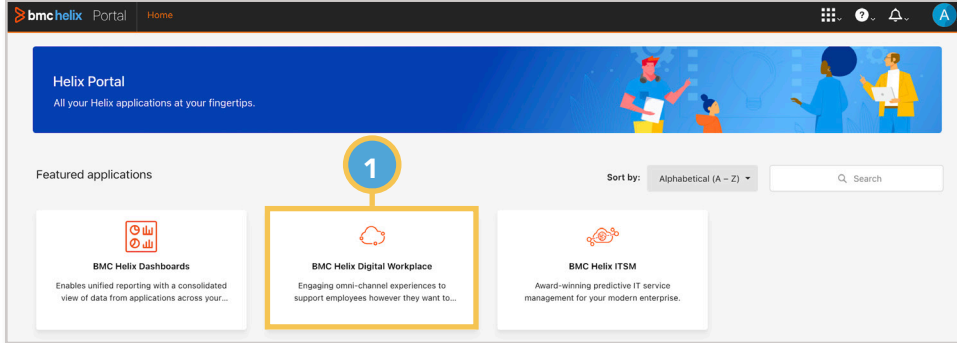 bmchelix Portal Home
A
Helix Portal
All your Helix applications at your fingertips.
1
Featured applications
Sort by: Alphabetical (A – Z)
Search
BMC Helix Dashboards
Enables unified reporting with a consolidated
view of data from applications across your...
BMC Helix Digital Workplace
Engaging omni-channel experiences to
support employees however they want to...
BMC Helix ITSM
Award-winning predictive IT service
management for your modern enterprise.